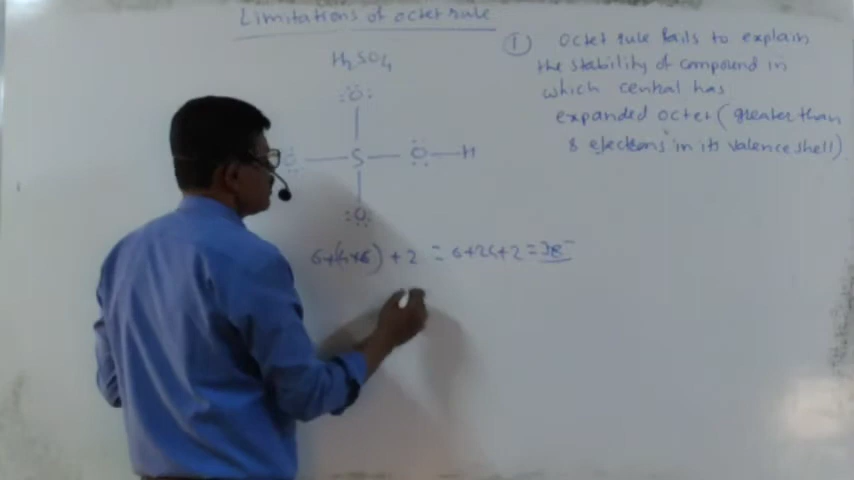 Limitations of octet rule
H₂SO₄
① Octet rule fails to explain
the stability of compound in
which central has
expanded octet (greater than
8 electrons in its valence shell)
:Ö:
Ö — S — Ö — H
:Ö:
6+(4×6) + 2 = 6+24+2 = 32e⁻